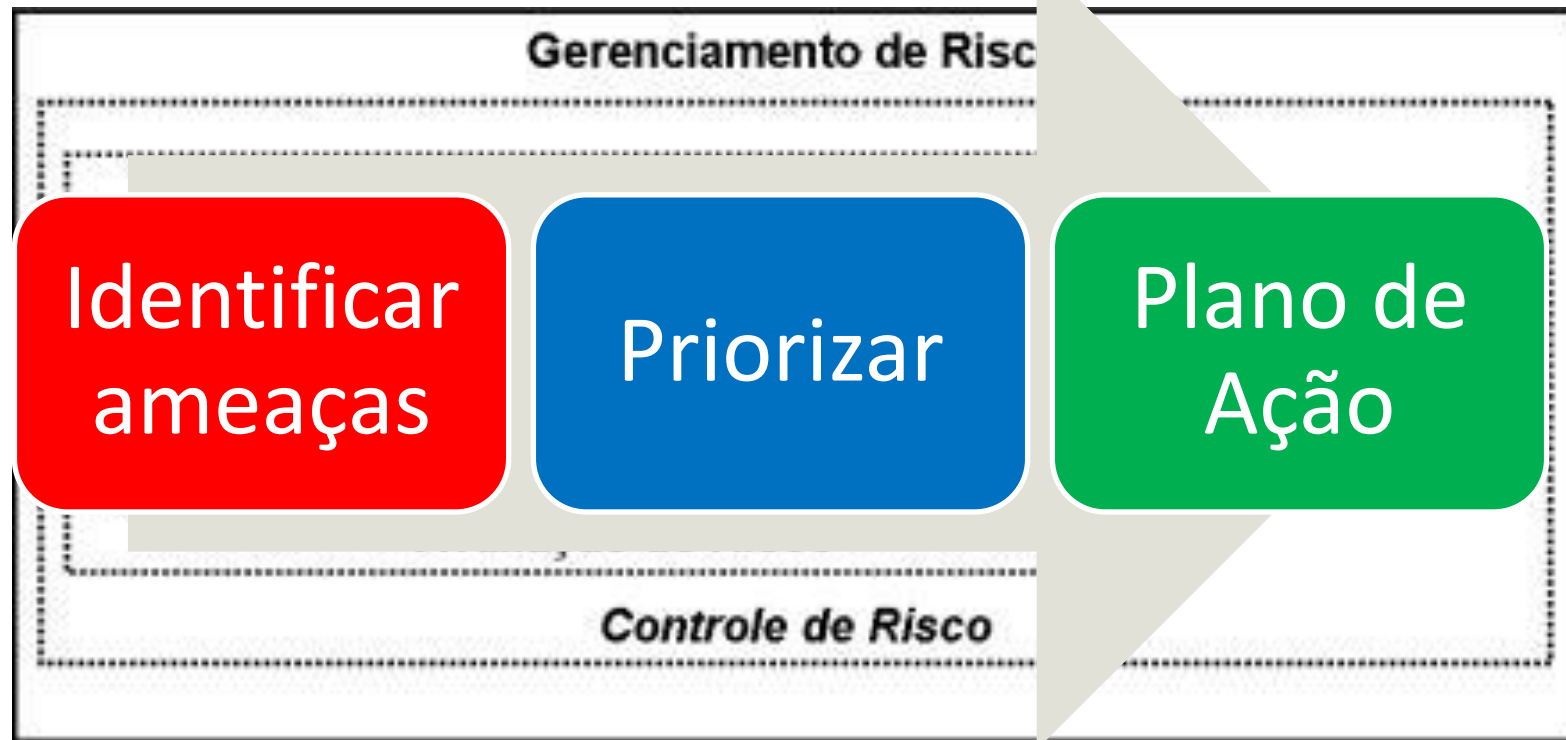 Gerenciamento de Risc
Identificar
ameaças
Priorizar
Plano de
Ação
Controle de Risco